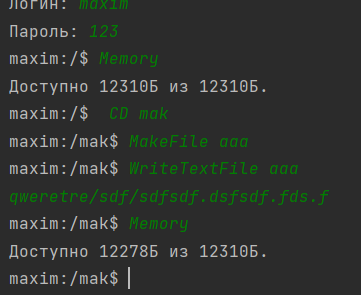 Логин: maxim
Пароль: 123
maxim:/$ Memory
Доступно 12310Б из 12310Б.
maxim:/$  CD mak
maxim:/mak$ MakeFile aaa
maxim:/mak$ WriteTextFile aaa
qweretre/sdf/sdfsdf.dsfsdf.fds.f
maxim:/mak$ Memory
Доступно 12278Б из 12310Б.
maxim:/mak$